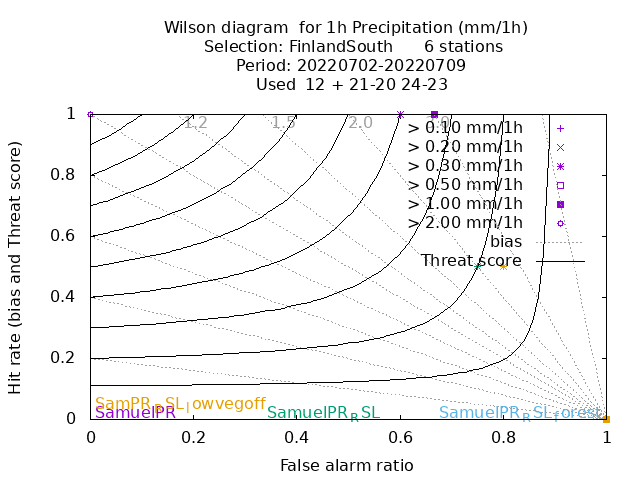 Wilson diagram for 1h Precipitation (mm/1h)
Selection: FinlandSouth 6 stations
Period: 20220702-20220709
Used 12 + 21-20 24-23
Hit rate (bias and Threat score)
1
0.8
0.6
0.4
0.2
0
1.2 1.5 2.0
> 0.10 mm/1h
> 0.20 mm/1h
> 0.30 mm/1h
> 0.50 mm/1h
> 1.00 mm/1h
> 2.00 mm/1h
bias
Threat score
SamPR_RSL_lowvegoff
SamuelPR SamuelPR_RSL SamuelPR_RSL_forest
0 0.2 0.4 0.6 0.8 1
False alarm ratio